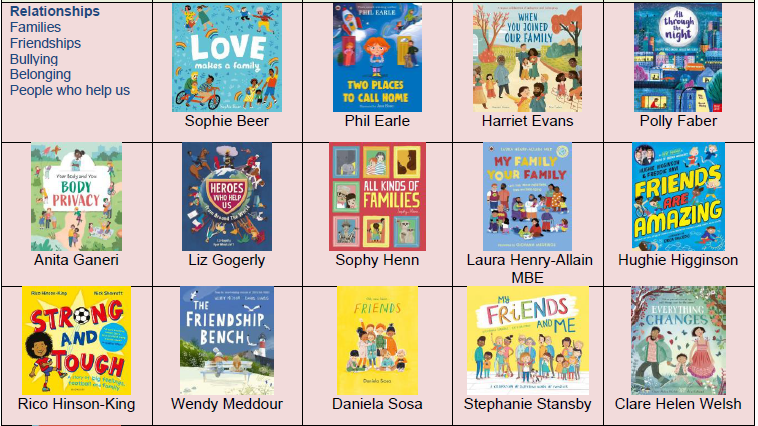 Relationships
Families
Friendships
Bullying
Belonging
People who help us
LOVE
makes a family
Sophie Beer
PHIL EARLE
TWO PLACES
TO CALL HOME
Phil Earle
WHEN
YOU JOINED
OUR FAMILY
Harriet Evans
All
through
the
night
Polly Faber
Your Body and You
BODY
PRIVACY
Anita Ganeri
HEROES
WHO HELP
US
Liz Gogerly
ALL KINDS OF
FAMILIES
Sophy Henn
MY FAMILY
YOUR FAMILY
Laura Henry-Allain
MBE
FRIENDS
ARE
AMAZING
Hughie Higginson
Rico Hinson-King
Nick Sharratt
STRONG
AND
TOUGH
Rico Hinson-King
THE
FRIENDSHIP
BENCH
Wendy Meddour
FRIENDS
Daniela Sosa
Daniela Sosa
MY
FRiENDS
AND ME
Stephanie Stansby
EVERYTHING
CHANGES
Clare Helen Welsh